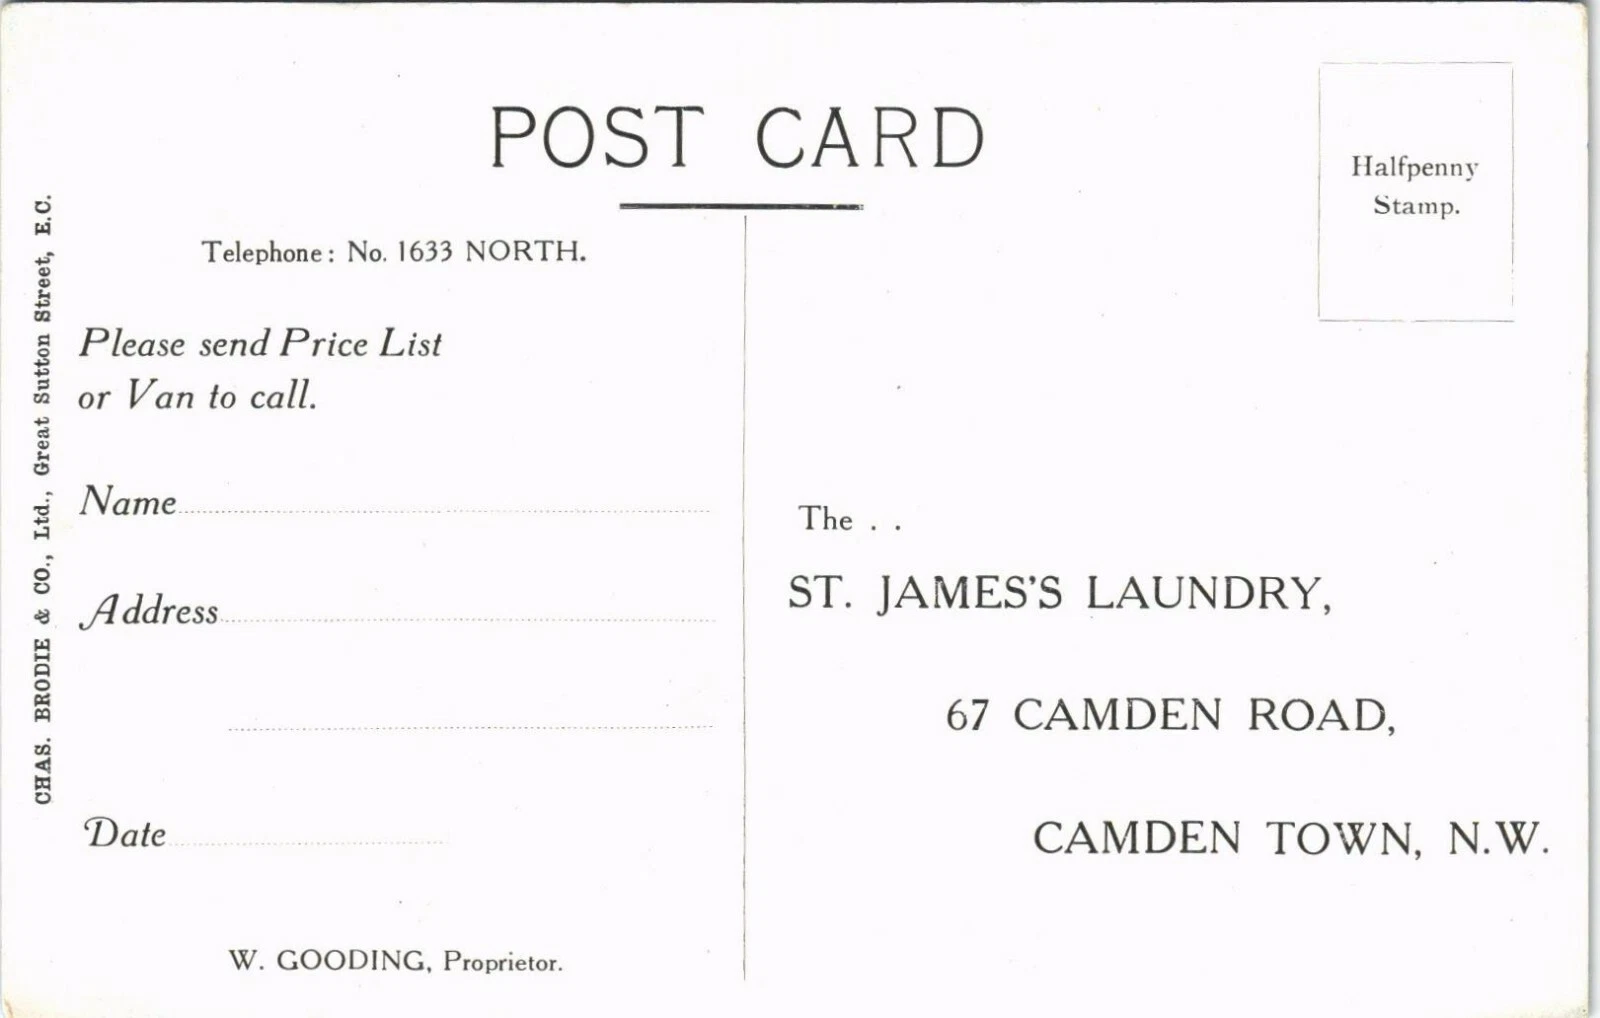 POST CARD
Halfpenny
Stamp.
CHAS. BRODIE & CO., Ltd., Great Sutton Street, E.C.
Telephone: No. 1633 NORTH.
Please send Price List
or Van to call.
Name
Address
Date
W. GOODING, Proprietor.
The . .
ST. JAMES'S LAUNDRY,
67 CAMDEN ROAD,
CAMDEN TOWN, N.W.